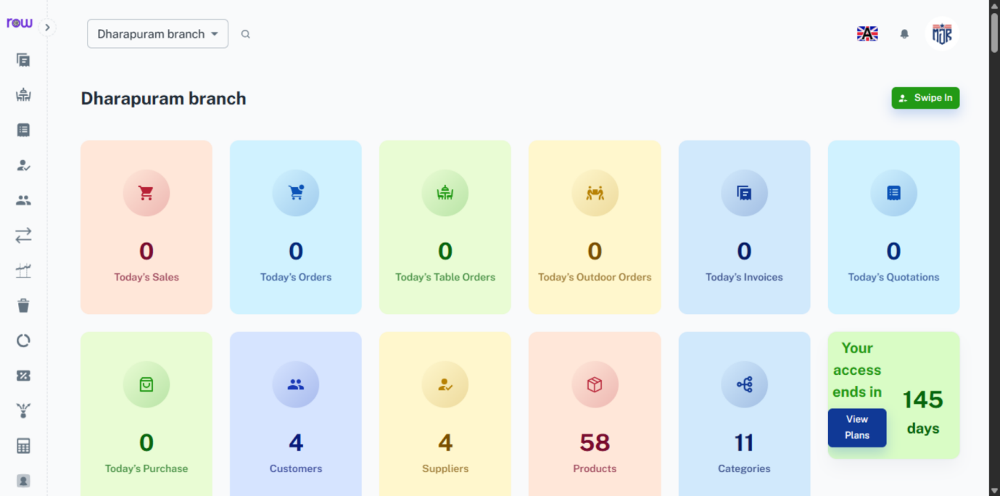 row
Dharapuram branch
A
MJR
Dharapuram branch
Swipe In
0
Today's Sales
0
Today's Orders
0
Today's Table Orders
0
Today's Outdoor Orders
0
Today's Invoices
0
Today's Quotations
0
Today's Purchase
4
Customers
4
Suppliers
58
Products
11
Categories
Your
access
ends in
View
Plans
145
days